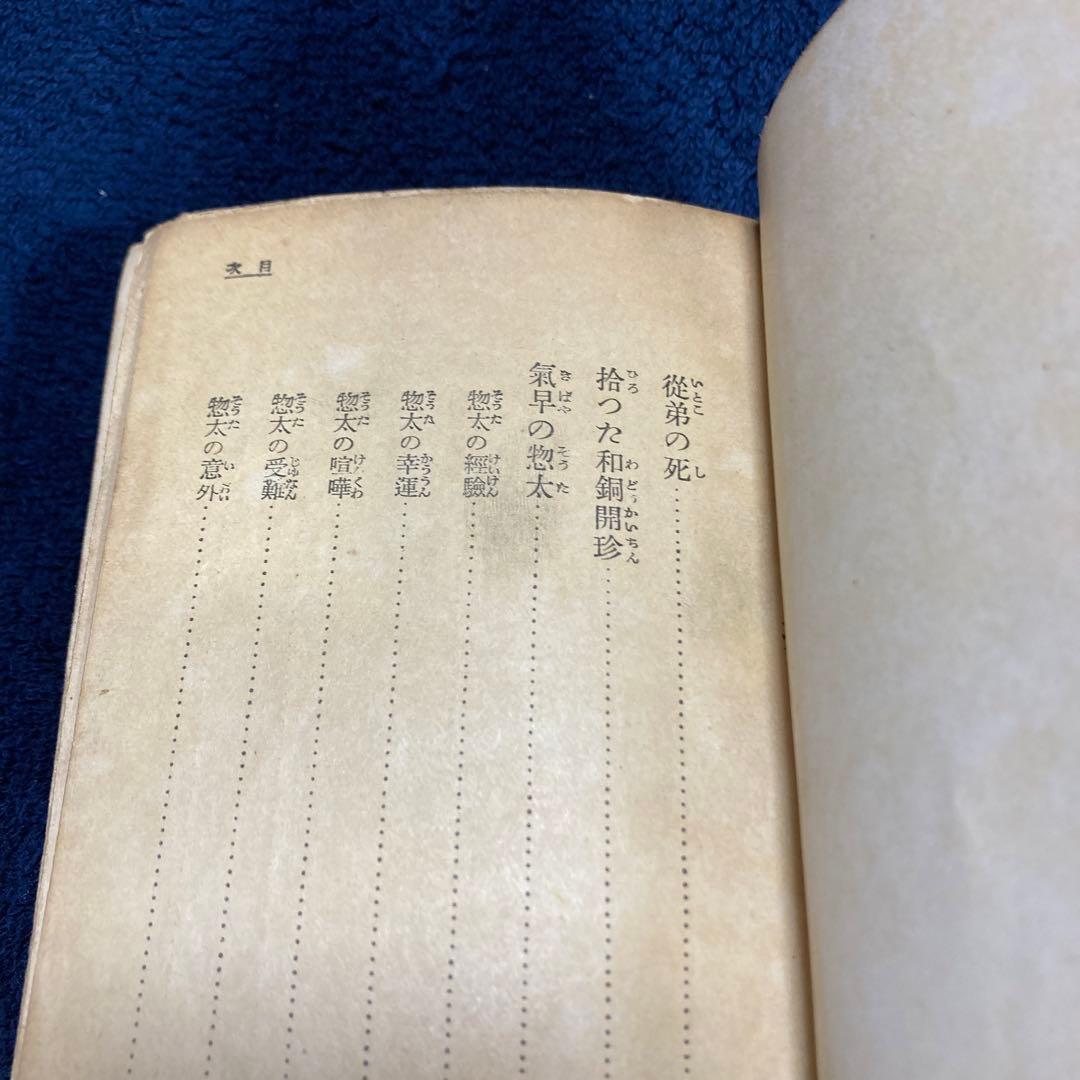 次目
從弟の死
拾つた和銅開珍
氣早の惣太
惣太の經驗
惣太の幸運
惣太の喧嘩
惣太の受難
惣太の意外